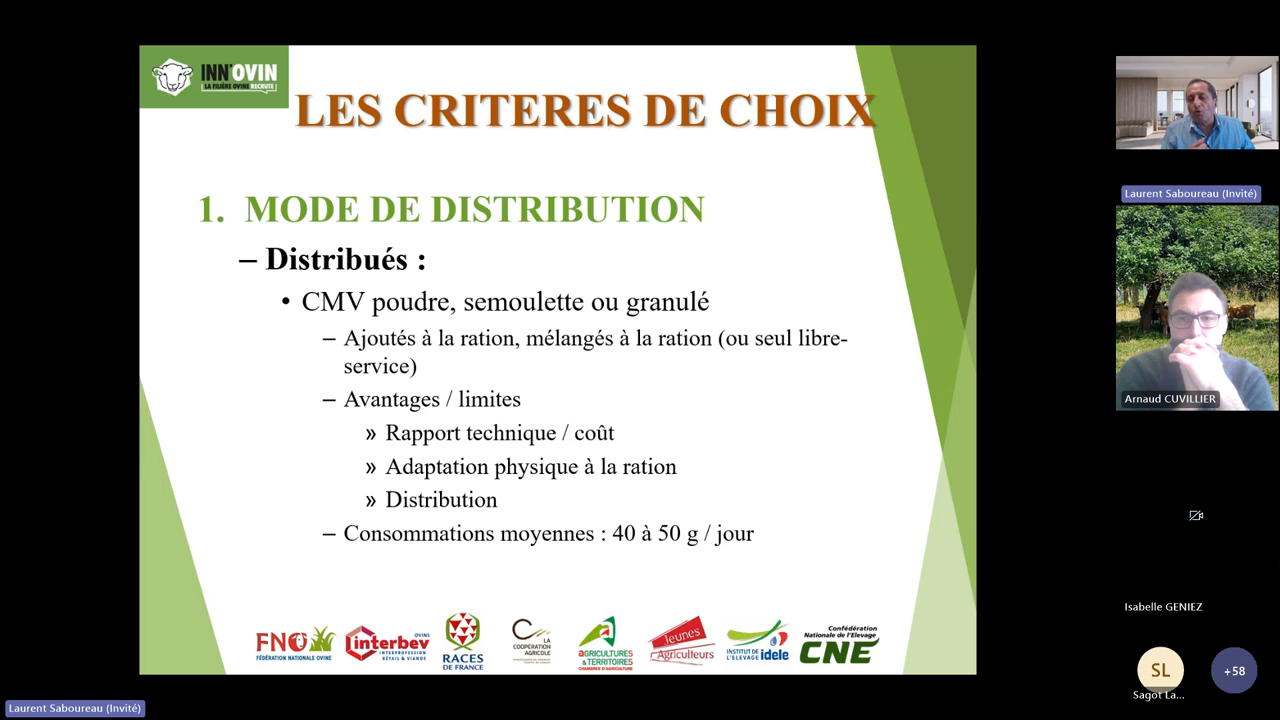 INN'OVIN
LA FILIÈRE OVINE RECRUTE !
LES CRITERES DE CHOIX
1. MODE DE DISTRIBUTION
– Distribués :
• CMV poudre, semoulette ou granulé
– Ajoutés à la ration, mélangés à la ration (ou seul libre-
service)
– Avantages / limites
» Rapport technique / coût
» Adaptation physique à la ration
» Distribution
– Consommations moyennes : 40 à 50 g / jour
FNO
FÉDÉRATION NATIONALE OVINE
interbev
OVINS
INTERPROFESSION
BÉTAIL & VIANDE
RACES
DE FRANCE
LA
COOPÉRATION
AGRICOLE
AGRICULTURES
& TERRITOIRES
CHAMBRES D'AGRICULTURE
Jeunes
Agriculteurs
INSTITUT DE
L'ELEVAGE idele
Confédération
Nationale de l'Elevage
CNE
Laurent Saboureau (Invité)
Arnaud CUVILLIER
Isabelle GENIEZ
SL
Sagot La...
+58
Laurent Saboureau (Invité)